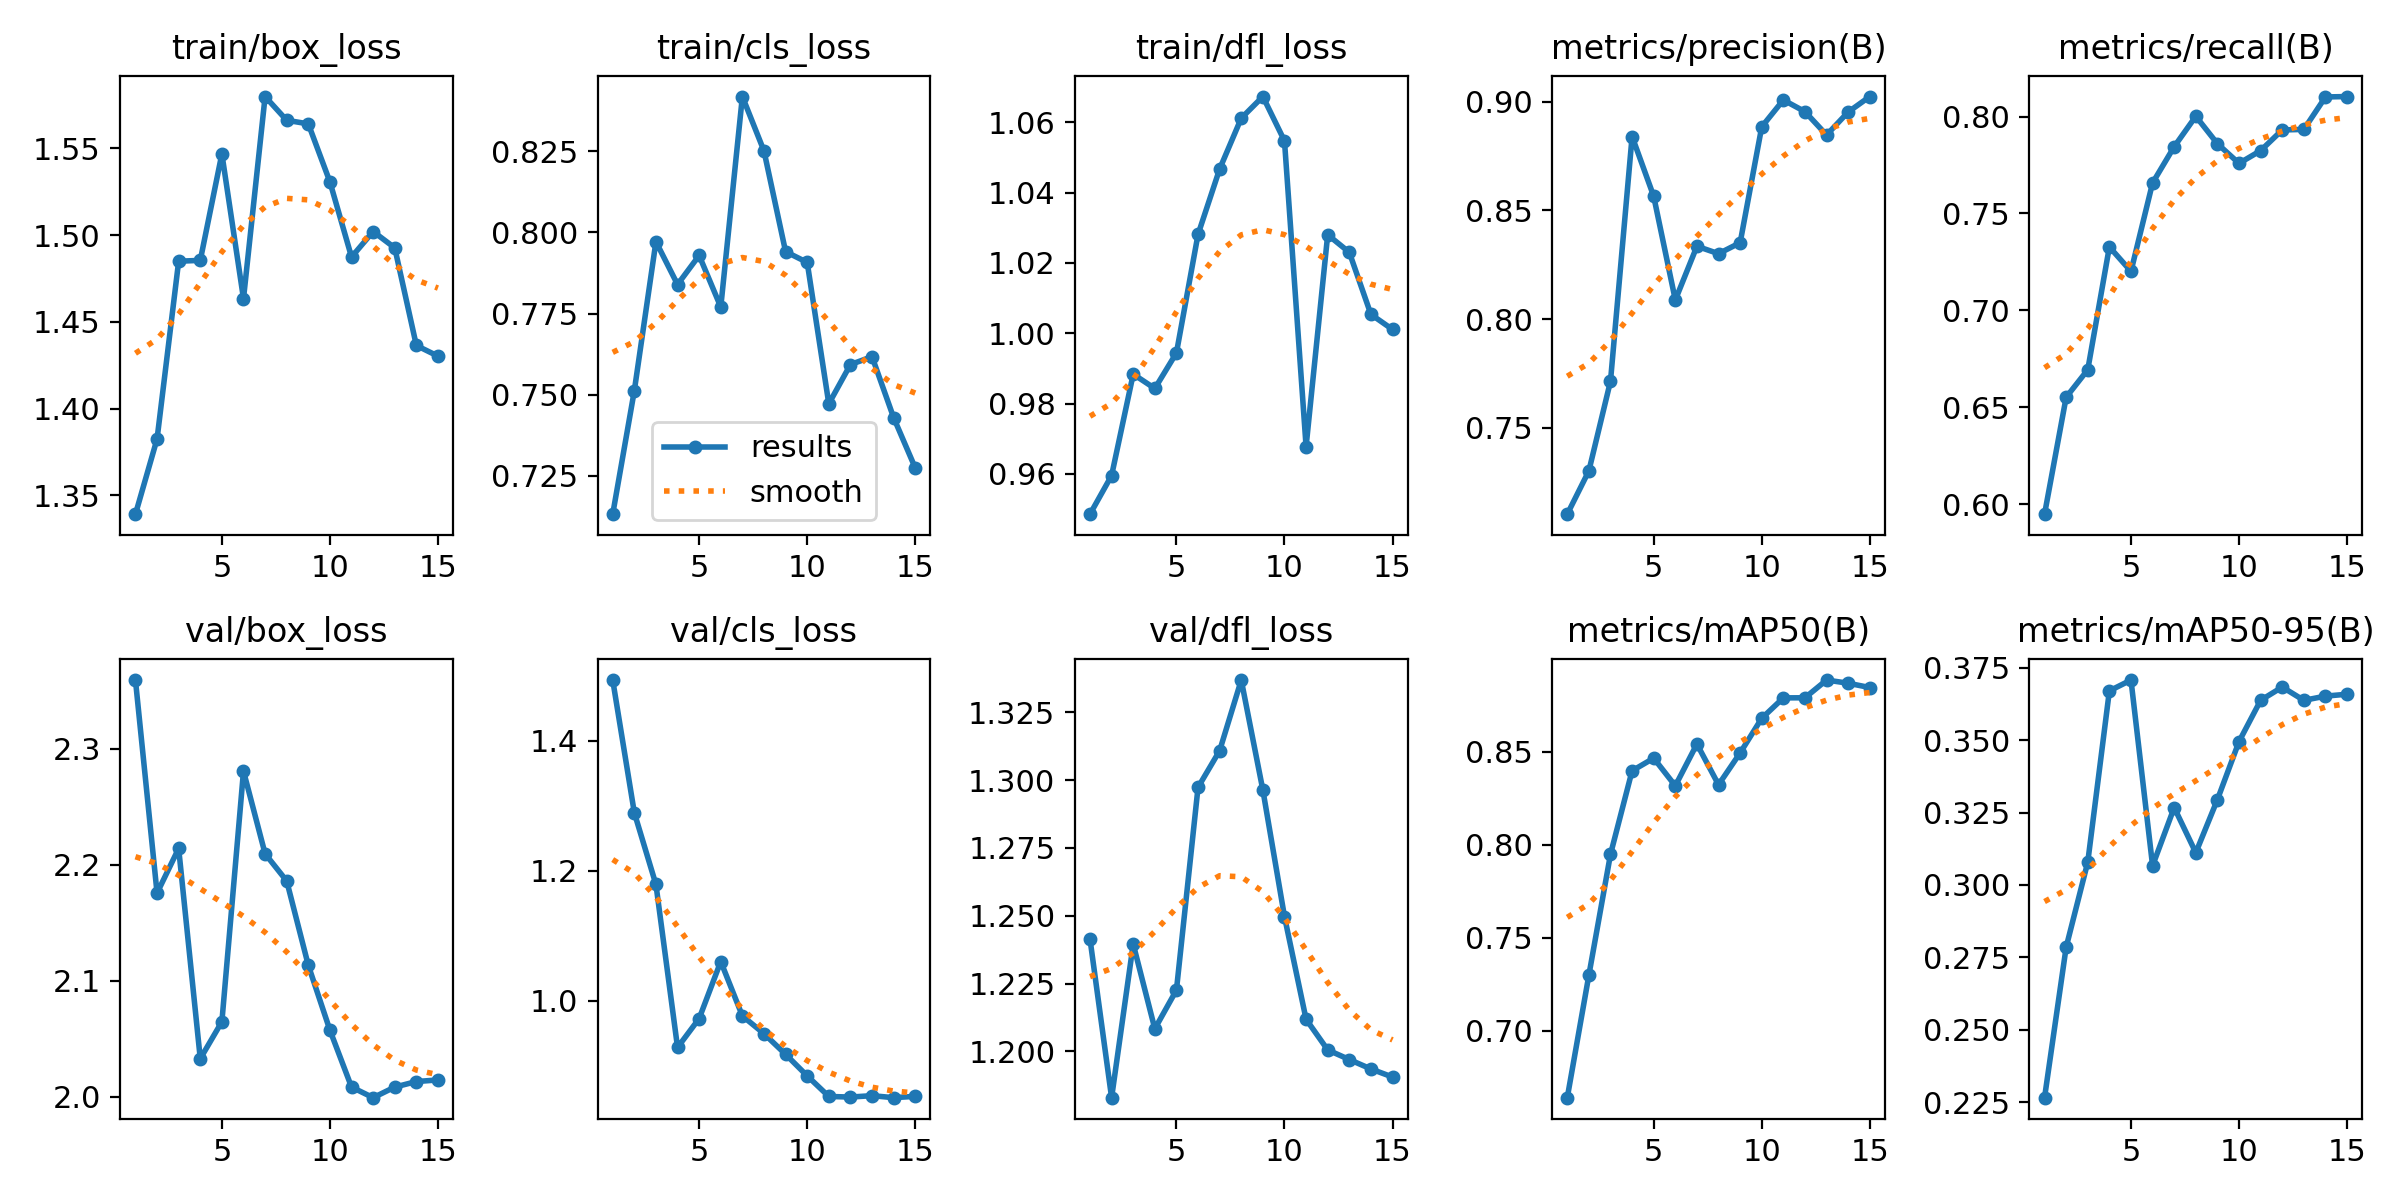 train/box_loss
1.55
1.50
1.45
1.40
1.35
5 10 15
train/cls_loss
0.825
0.800
0.775
0.750
0.725
results
smooth
5 10 15
train/dfl_loss
1.06
1.04
1.02
1.00
0.98
0.96
5 10 15
metrics/precision(B)
0.90
0.85
0.80
0.75
5 10 15
metrics/recall(B)
0.80
0.75
0.70
0.65
0.60
5 10 15
val/box_loss
2.3
2.2
2.1
2.0
5 10 15
val/cls_loss
1.4
1.2
1.0
5 10 15
val/dfl_loss
1.325
1.300
1.275
1.250
1.225
1.200
5 10 15
metrics/mAP50(B)
0.85
0.80
0.75
0.70
5 10 15
metrics/mAP50-95(B)
0.375
0.350
0.325
0.300
0.275
0.250
0.225
5 10 15